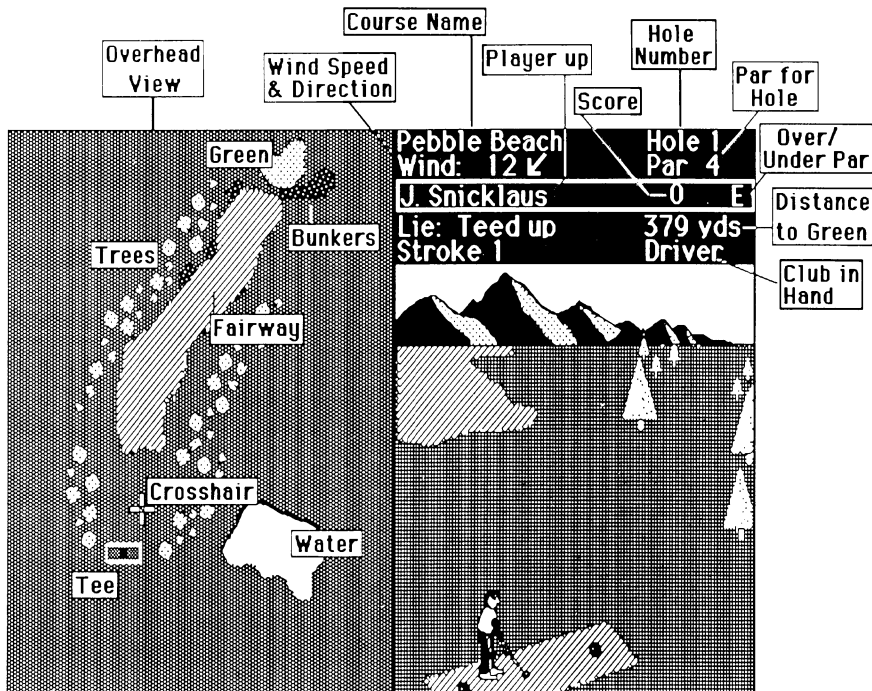 Course Name
Overhead
View
Wind Speed
& Direction
Player up
Hole
Number
Score
Par for
Hole
Over/
Under Par
Distance
to Green
Club in
Hand
Green
Bunkers
Trees
Fairway
Crosshair
Water
Tee
Pebble Beach Hole 1
Wind: 12 ↙ Par 4
J. Snicklaus -0 E
Lie: Teed up 379 yds
Stroke 1 Driver